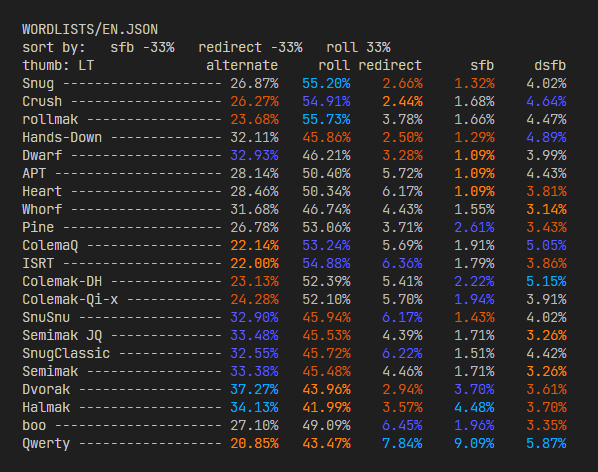 WORDLISTS/EN.JSON
sort by: sfb -33% redirect -33% roll 33%
thumb: LT alternate roll redirect sfb dsfb
Snug -------------------- 26.87% 55.20% 2.66% 1.32% 4.02%
Crush ------------------- 26.27% 54.91% 2.44% 1.68% 4.64%
rollmak ----------------- 23.68% 55.73% 3.78% 1.66% 4.47%
Hands-Down -------------- 32.11% 45.86% 2.50% 1.29% 4.89%
Dwarf ------------------- 32.93% 46.21% 3.28% 1.09% 3.99%
APT --------------------- 28.14% 50.40% 5.72% 1.09% 4.43%
Heart ------------------- 28.46% 50.34% 6.17% 1.09% 3.81%
Whorf ------------------- 31.68% 46.74% 4.43% 1.55% 3.14%
Pine -------------------- 26.78% 53.06% 3.71% 2.61% 3.43%
ColemaQ ----------------- 22.14% 53.24% 5.69% 1.91% 5.05%
ISRT -------------------- 22.00% 54.88% 6.36% 1.79% 3.86%
Colemak-DH -------------- 23.13% 52.39% 5.41% 2.22% 5.15%
Colemak-Qi-x ------------ 24.28% 52.10% 5.70% 1.94% 3.91%
SnuSnu ------------------ 32.90% 45.94% 6.17% 1.43% 4.02%
Semimak JQ -------------- 33.48% 45.53% 4.39% 1.71% 3.26%
SnugClassic ------------- 32.55% 45.72% 6.22% 1.51% 4.42%
Semimak ----------------- 33.38% 45.48% 4.46% 1.71% 3.26%
Dvorak ------------------ 37.27% 43.96% 2.94% 3.70% 3.61%
Halmak ------------------ 34.13% 41.99% 3.57% 4.48% 3.70%
boo --------------------- 27.10% 49.09% 6.45% 1.96% 3.35%
Qwerty ------------------ 20.85% 43.47% 7.84% 9.09% 5.87%